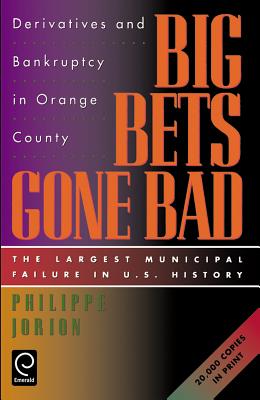 Derivatives and
Bankruptcy
in Orange
County
BIG
BETS
GONE BAD
THE LARGEST MUNICIPAL
FAILURE IN U.S. HISTORY
PHILIPPE
JORION
20,000 COPIES
IN PRINT
Emerald